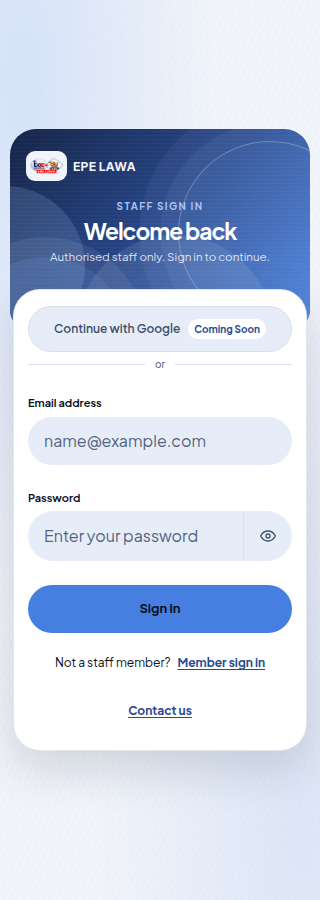 EPE LAWA
STAFF SIGN IN
Welcome back
Authorised staff only. Sign in to continue.
Continue with Google Coming Soon
or
Email address
name@example.com
Password
Enter your password
Sign in
Not a staff member? Member sign in
Contact us